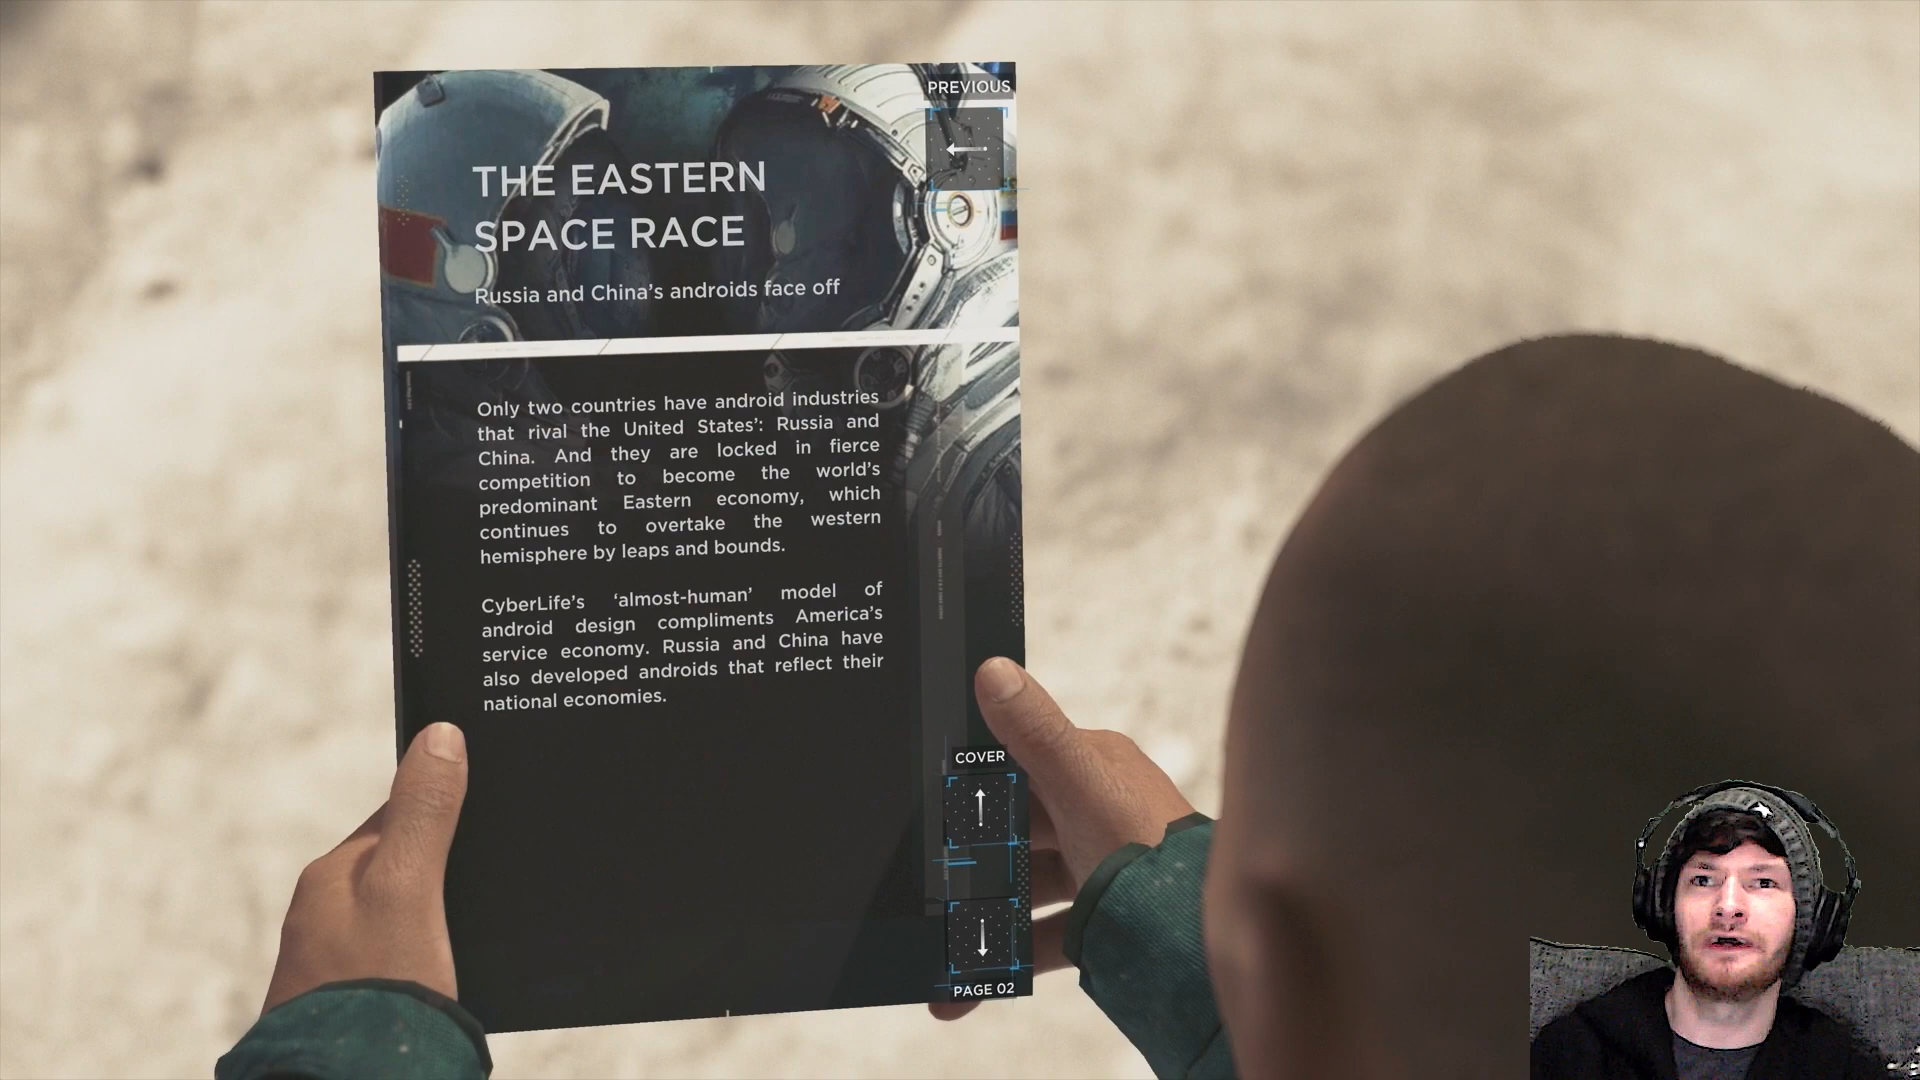 PREVIOUS
THE EASTERN
SPACE RACE
Russia and China's androids face off
Only two countries have android industries
that rival the United States': Russia and
China. And they are locked in fierce
competition to become the world's
predominant Eastern economy, which
continues to overtake the western
hemisphere by leaps and bounds.
CyberLife's 'almost-human' model of
android design compliments America's
service economy. Russia and China have
also developed androids that reflect their
national economies.
COVER
PAGE 02